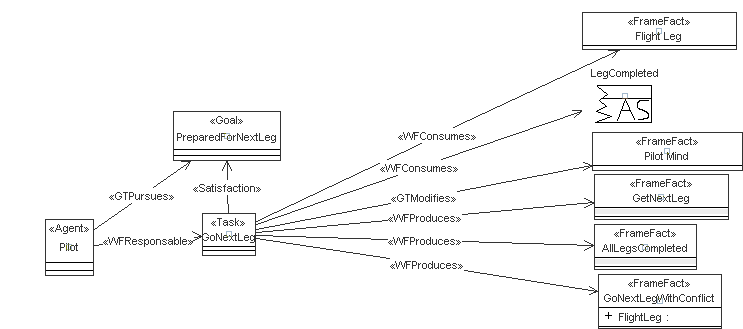 «FrameFact»
Flight Leg
LegCompleted
AS
«Goal»
PreparedForNextLeg
«WFConsumes»
«FrameFact»
Pilot Mind
«WFConsumes»
«GTPursues»
«Satisfaction»
«GTModifies»
«FrameFact»
GetNextLeg
«Agent»
Pilot
«WFResponsable»
«Task»
GoNextLeg
«WFProduces»
«WFProduces»
«FrameFact»
AllLegsCompleted
«WFProduces»
«FrameFact»
GoNextLegWithConflict
+ FlightLeg :